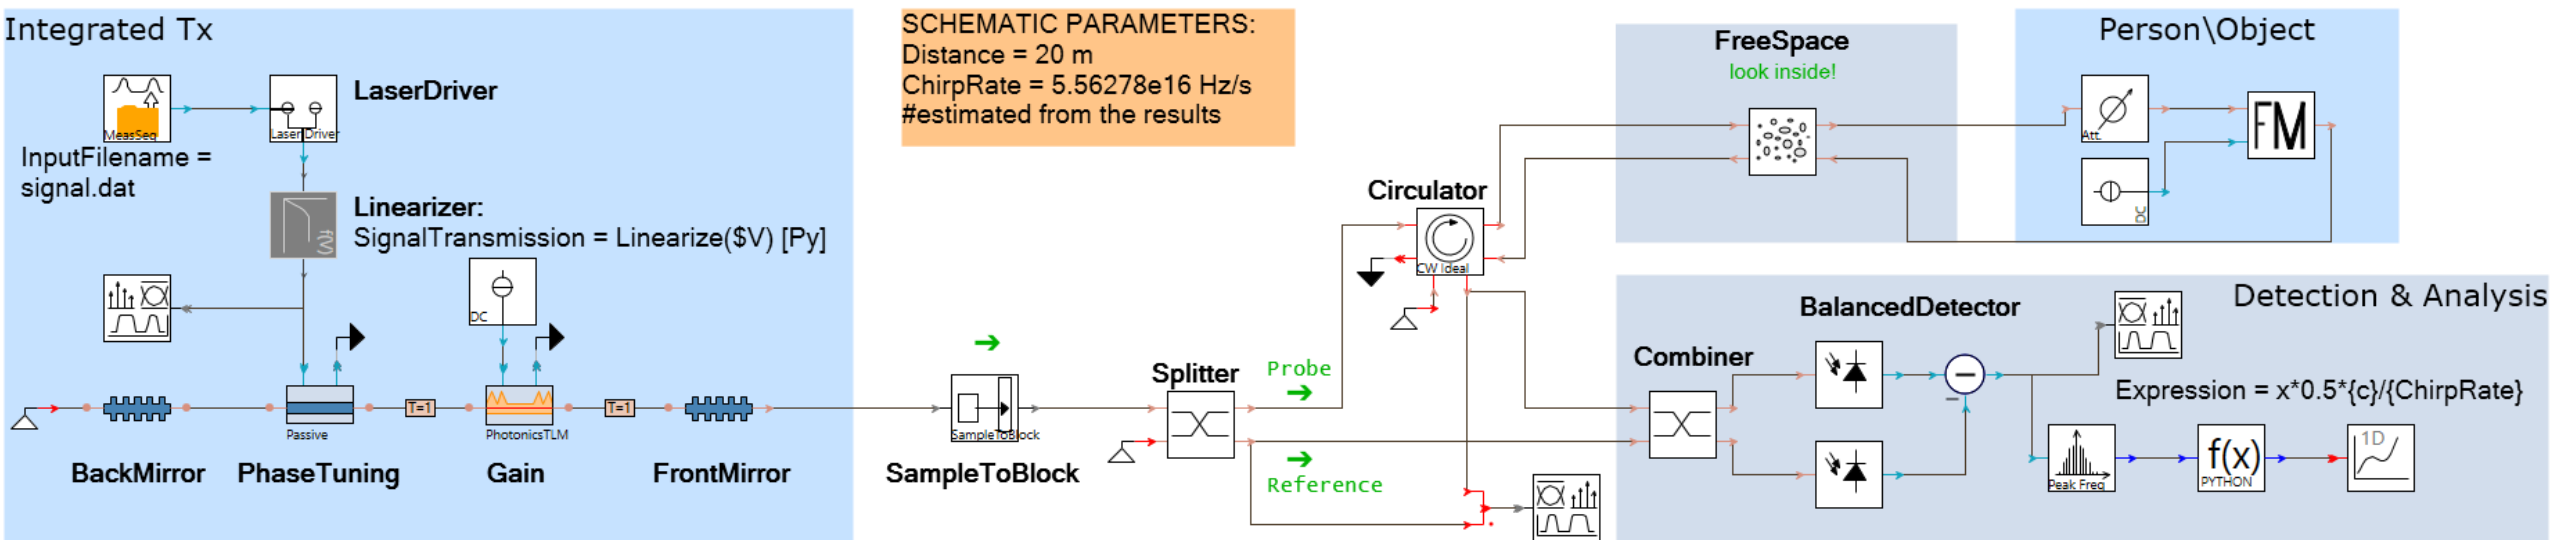 Integrated Tx
MeasSeq
InputFilename =
signal.dat
Laser Driver
LaserDriver
Linearizer:
SignalTransmission = Linearize($V) [Py]
f(v)
DC
Passive
T=1
PhotonicsTLM
T=1
BackMirror
PhaseTuning
Gain
FrontMirror
SCHEMATIC PARAMETERS:
Distance = 20 m
ChirpRate = 5.56278e16 Hz/s
#estimated from the results
SampleToBlock
SampleToBlock
Splitter
Probe
Reference
Circulator
CW Ideal
FreeSpace
look inside!
Person\Object
Att.
FM
DC
Detection & Analysis
BalancedDetector
Combiner
Expression = x*0.5*{c}/{ChirpRate}
Peak Freq
f(x)
PYTHON
1D